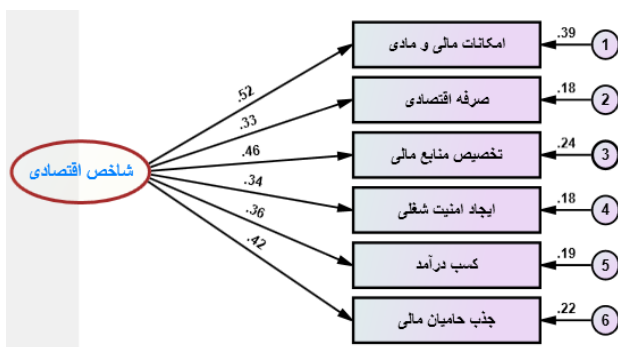 امکانات مالی و مادی
.39
1
.52
صرفه اقتصادی
.18
2
.33
تخصیص منابع مالی
.24
3
.46
شاخص اقتصادی
ایجاد امنیت شغلی
.18
4
.34
کسب درآمد
.19
5
.36
جذب حامیان مالی
.22
6
.42